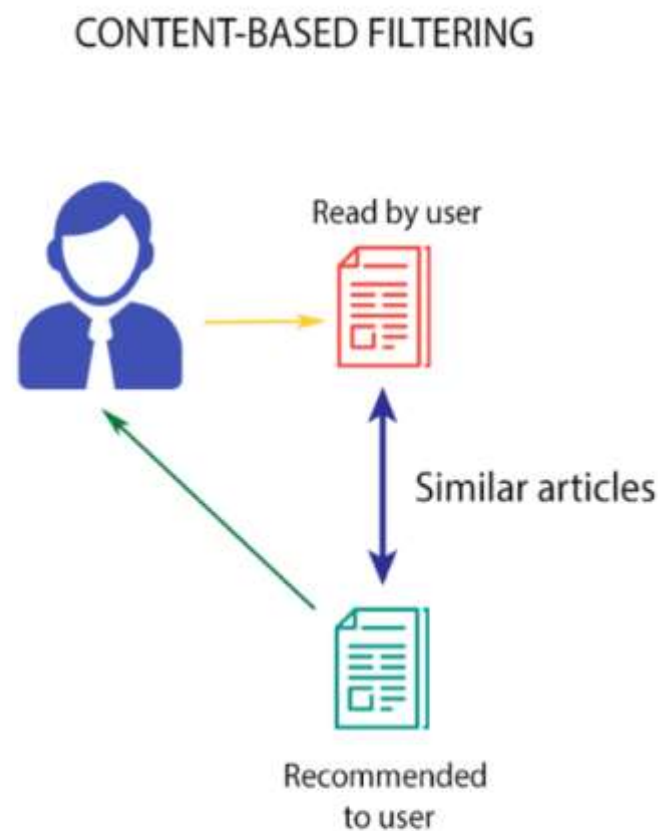 CONTENT-BASED FILTERING
Read by user
Similar articles
Recommended
to user